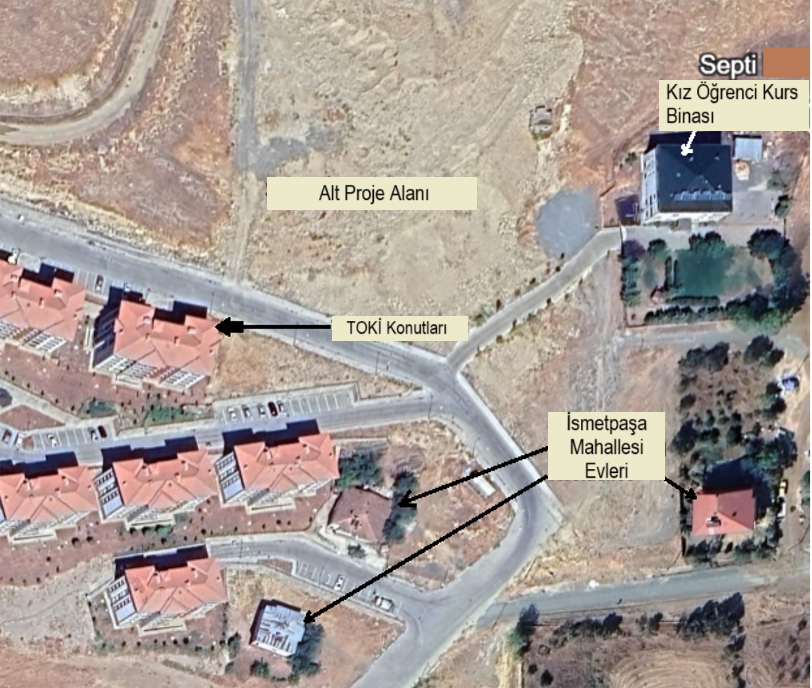 Septi
Kız Öğrenci Kurs
Binası
Alt Proje Alanı
TOKİ Konutları
İsmetpaşa
Mahallesi
Evleri